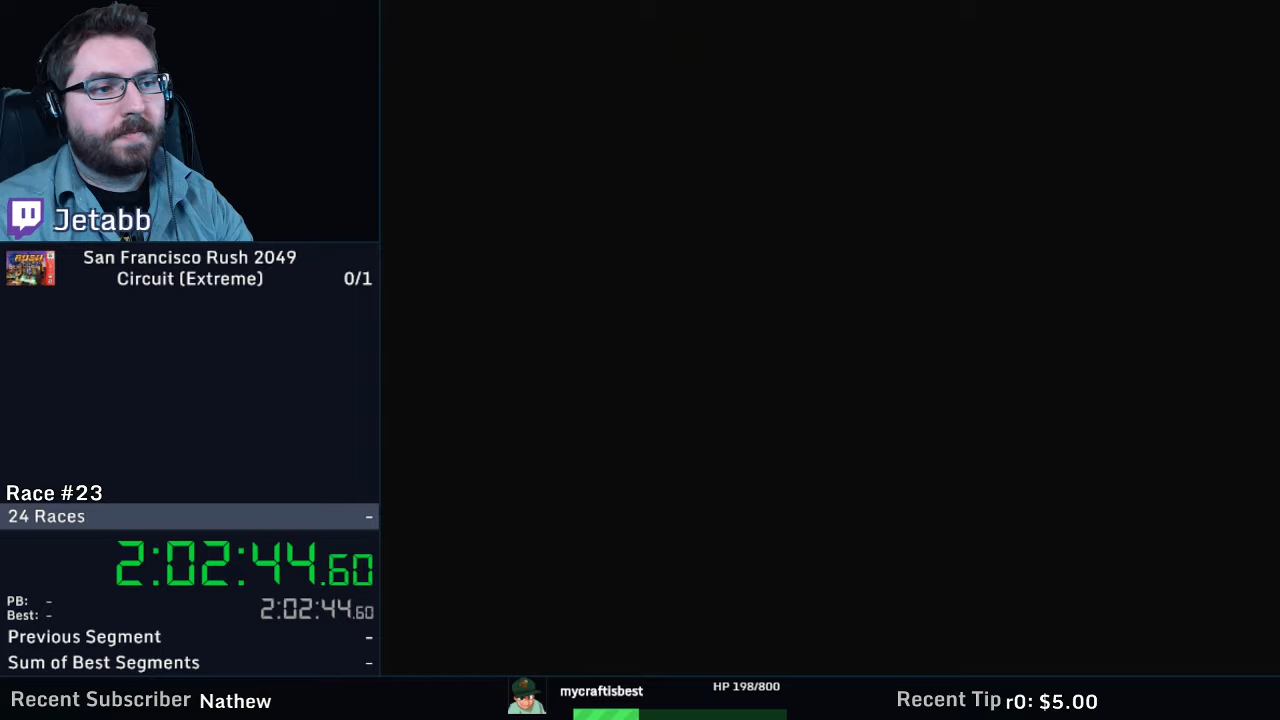 Jetabb
San Francisco Rush 2049
Circuit (Extreme) 0/1
Race #23
24 Races -
2:02:44.60
PB: -
Best: - 2:02:44.60
Previous Segment -
Sum of Best Segments -
Recent Subscriber Nathew
mycraftisbest HP 198/800
Recent Tip r0: $5.00